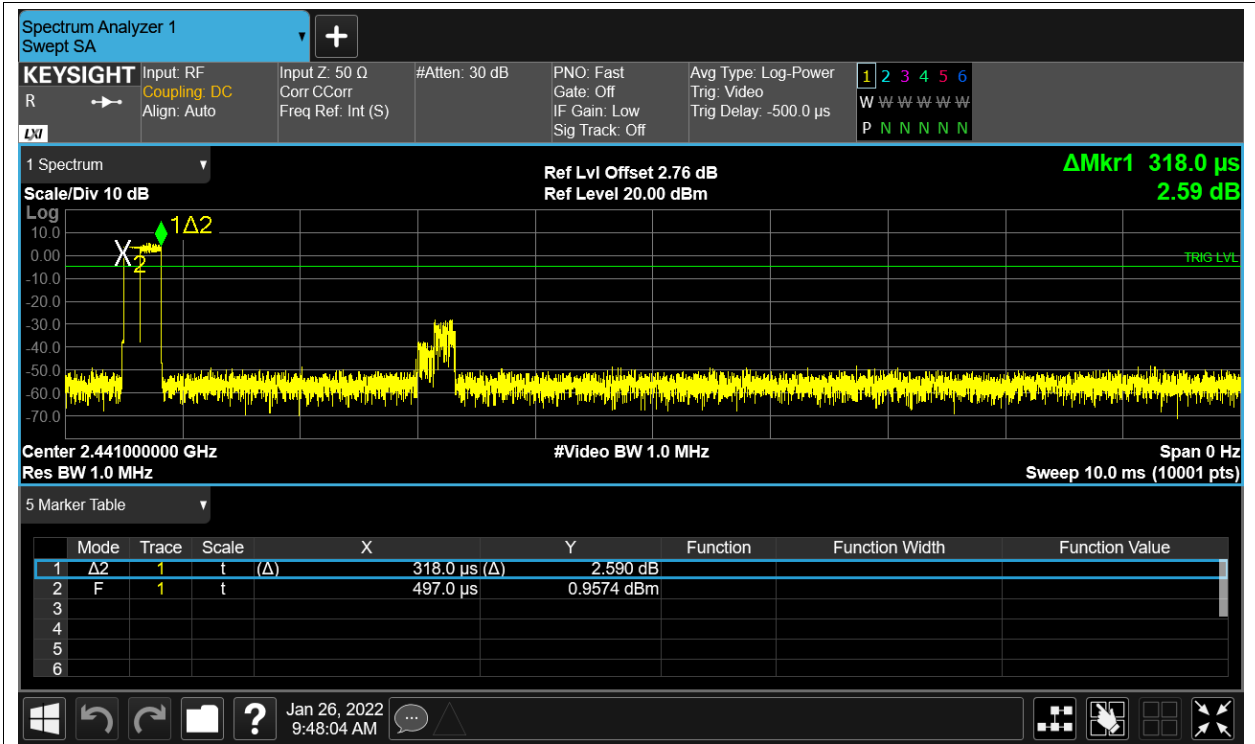 Spectrum Analyzer 1
Swept SA
KEYSIGHT
R
LXI
Input: RF
Coupling: DC
Align: Auto
Input Z: 50 Ω
Corr CCorr
Freq Ref: Int (S)
#Atten: 30 dB
PNO: Fast
Gate: Off
IF Gain: Low
Sig Track: Off
Avg Type: Log-Power
Trig: Video
Trig Delay: -500.0 µs
1 2 3 4 5 6
W W W W W W
P N N N N N
1 Spectrum
Scale/Div 10 dB
Ref Lvl Offset 2.76 dB
Ref Level 20.00 dBm
ΔMkr1 318.0 µs
2.59 dB
Log
10.0
0.00
-10.0
-20.0
-30.0
-40.0
-50.0
-60.0
-70.0
1Δ2
X2
TRIG LVL
Center 2.441000000 GHz
Res BW 1.0 MHz
#Video BW 1.0 MHz
Span 0 Hz
Sweep 10.0 ms (10001 pts)
5 Marker Table
Mode Trace Scale X Y Function Function Width Function Value
1 Δ2 1 t (Δ) 318.0 µs (Δ) 2.590 dB
2 F 1 t 497.0 µs 0.9574 dBm
3
4
5
6
?
Jan 26, 2022
9:48:04 AM